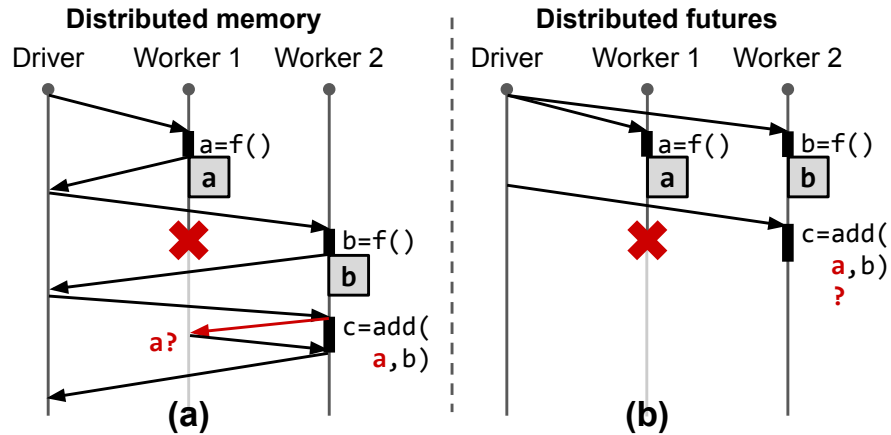 Distributed memory
Driver Worker 1 Worker 2
a=f()
a
b=f()
b
c=add(
a,b)
a?
(a)
Distributed futures
Driver Worker 1 Worker 2
a=f()
b=f()
a
b
c=add(
a,b)
?
(b)